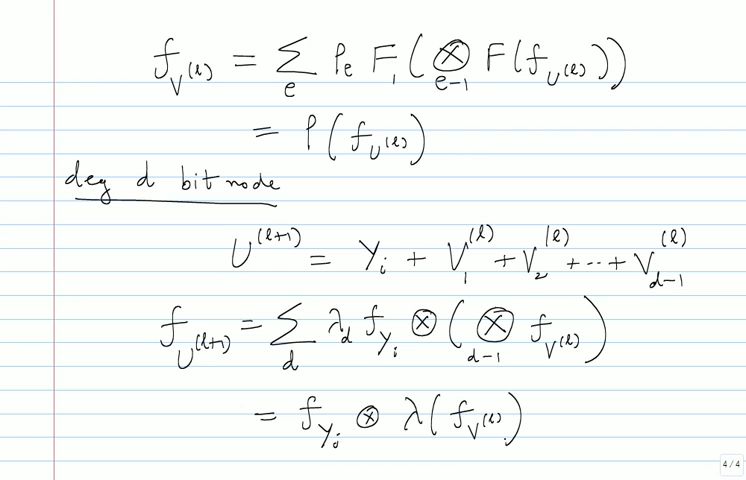 f_{V^{(l)}} = Σ_e ρ_e F_1 ( ⊗_{e-1} F(f_{U^{(l)}}) )
= ρ( f_{U^{(l)}} )
deg d bit node
U^{(l+1)} = Y_i + V_1^{(l)} + V_2^{(l)} + ... + V_{d-1}^{(l)}
f_{U^{(l+1)}} = Σ_d λ_d f_{Y_i} ⊗ ( ⊗_{d-1} f_{V^{(l)}} )
= f_{Y_i} ⊗ λ( f_{V^{(l)}} )
4/4